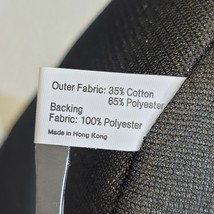 Outer Fabric: 35% Cotton
65% Polyester
Backing
Fabric: 100% Polyester
Made in Hong Kong